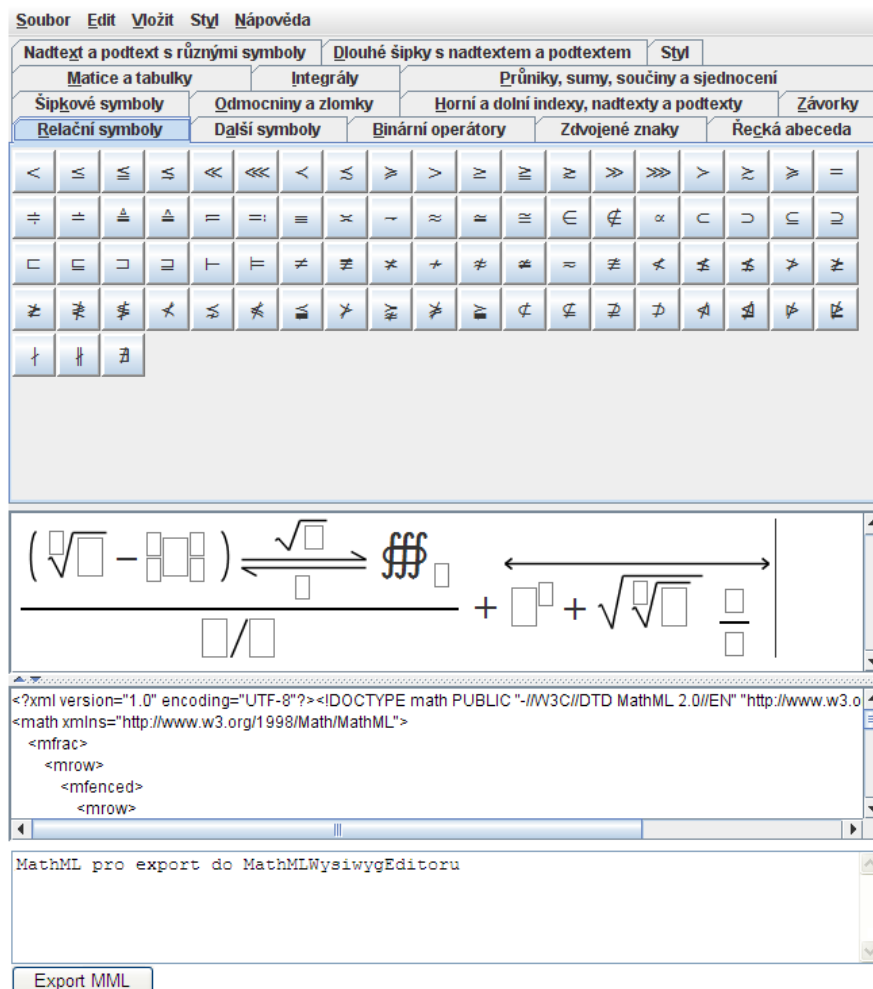 Soubor Edit Vložit Styl Nápověda
Nadtext a podtext s různými symboly Dlouhé šipky s nadtextem a podtextem Styl
Matice a tabulky Integrály Průniky, sumy, součiny a sjednocení
Šipkové symboly Odmocniny a zlomky Horní a dolní indexy, nadtexty a podtexty Závorky
Relační symboly Další symboly Binární operátory Zdvojené znaky Řecká abeceda
<?xml version="1.0" encoding="UTF-8"?><!DOCTYPE math PUBLIC "-//W3C//DTD MathML 2.0//EN" "http://www.w3.o
<math xmlns="http://www.w3.org/1998/Math/MathML">
<mfrac>
<mrow>
<mfenced>
<mrow>
MathML pro export do MathMLWysiwygEditoru
Export MML